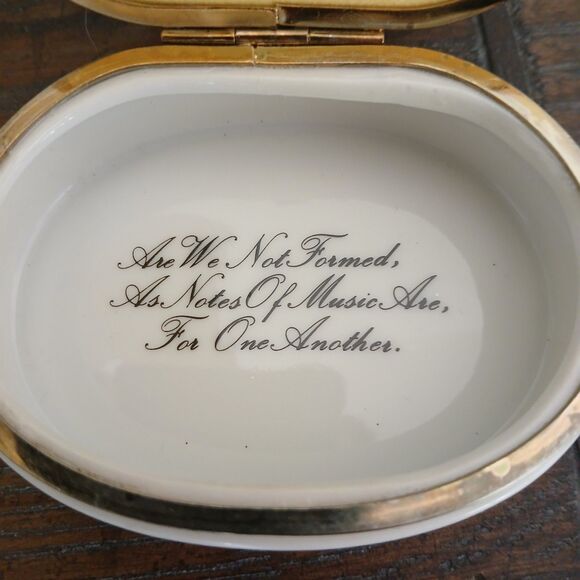 Are We Not Formed,
As Notes Of Music Are,
For One Another.